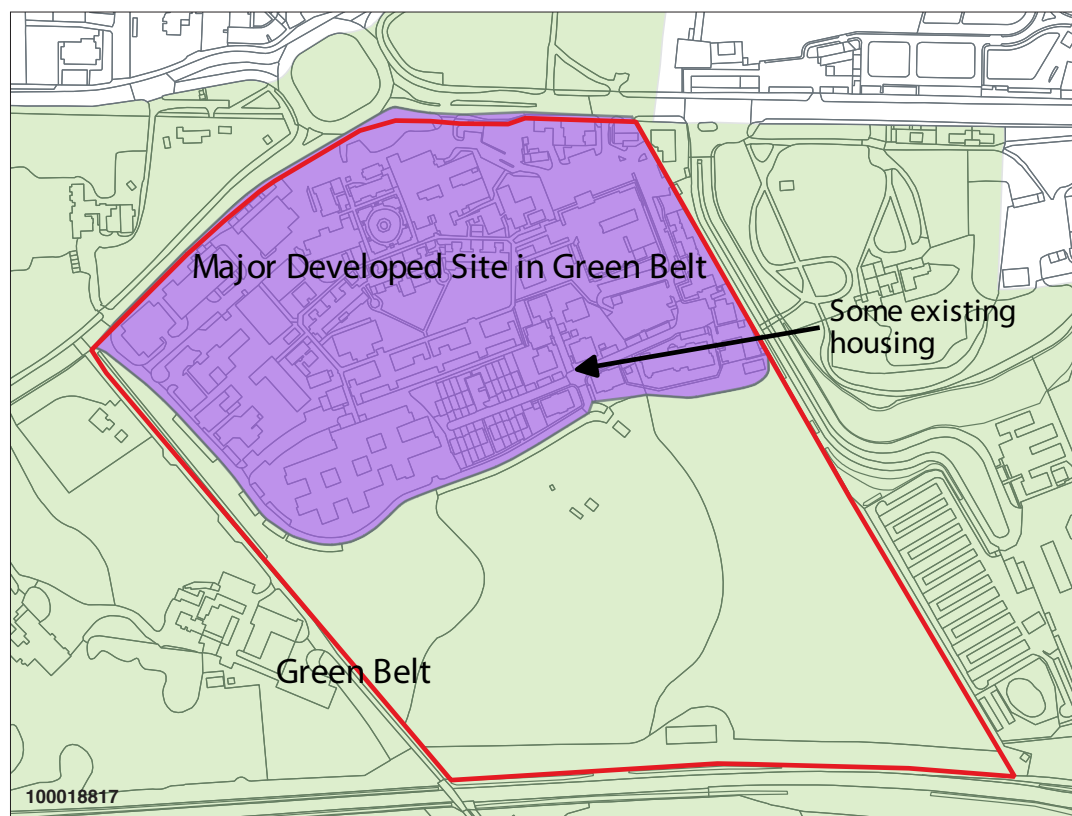 Major Developed Site in Green Belt
Some existing
housing
Green Belt
100018817